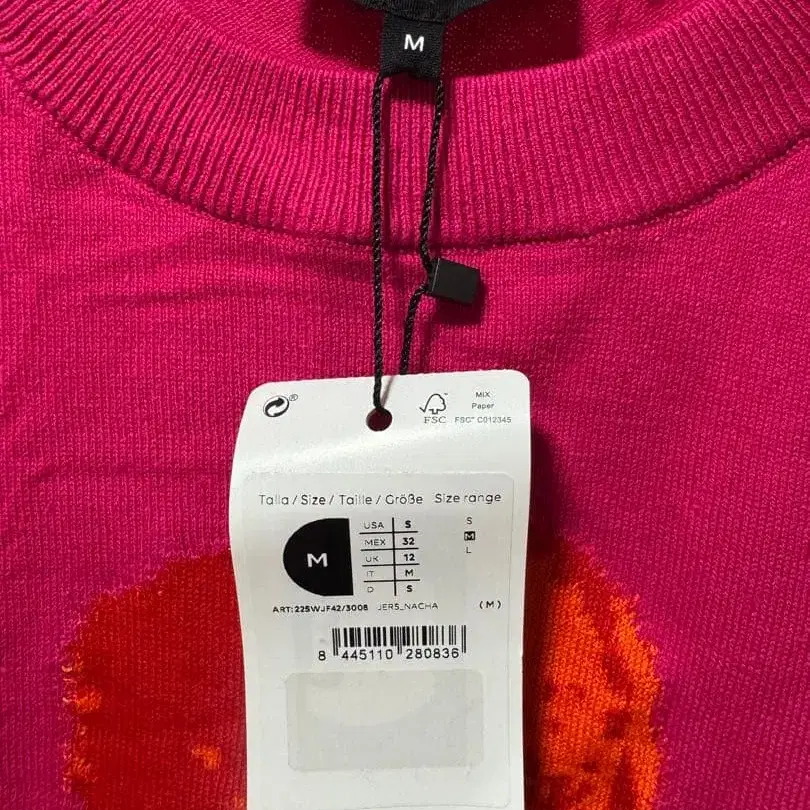 M
®
MIX
Paper
FSC FSC® C012345
Talla / Size / Taille / Größe Size range
M
USA S
MEX 32
UK 12
IT M
D S
S
M
L
ART: 22SWJF42/3008 JERS_NACHA (M)
8 445110 280836